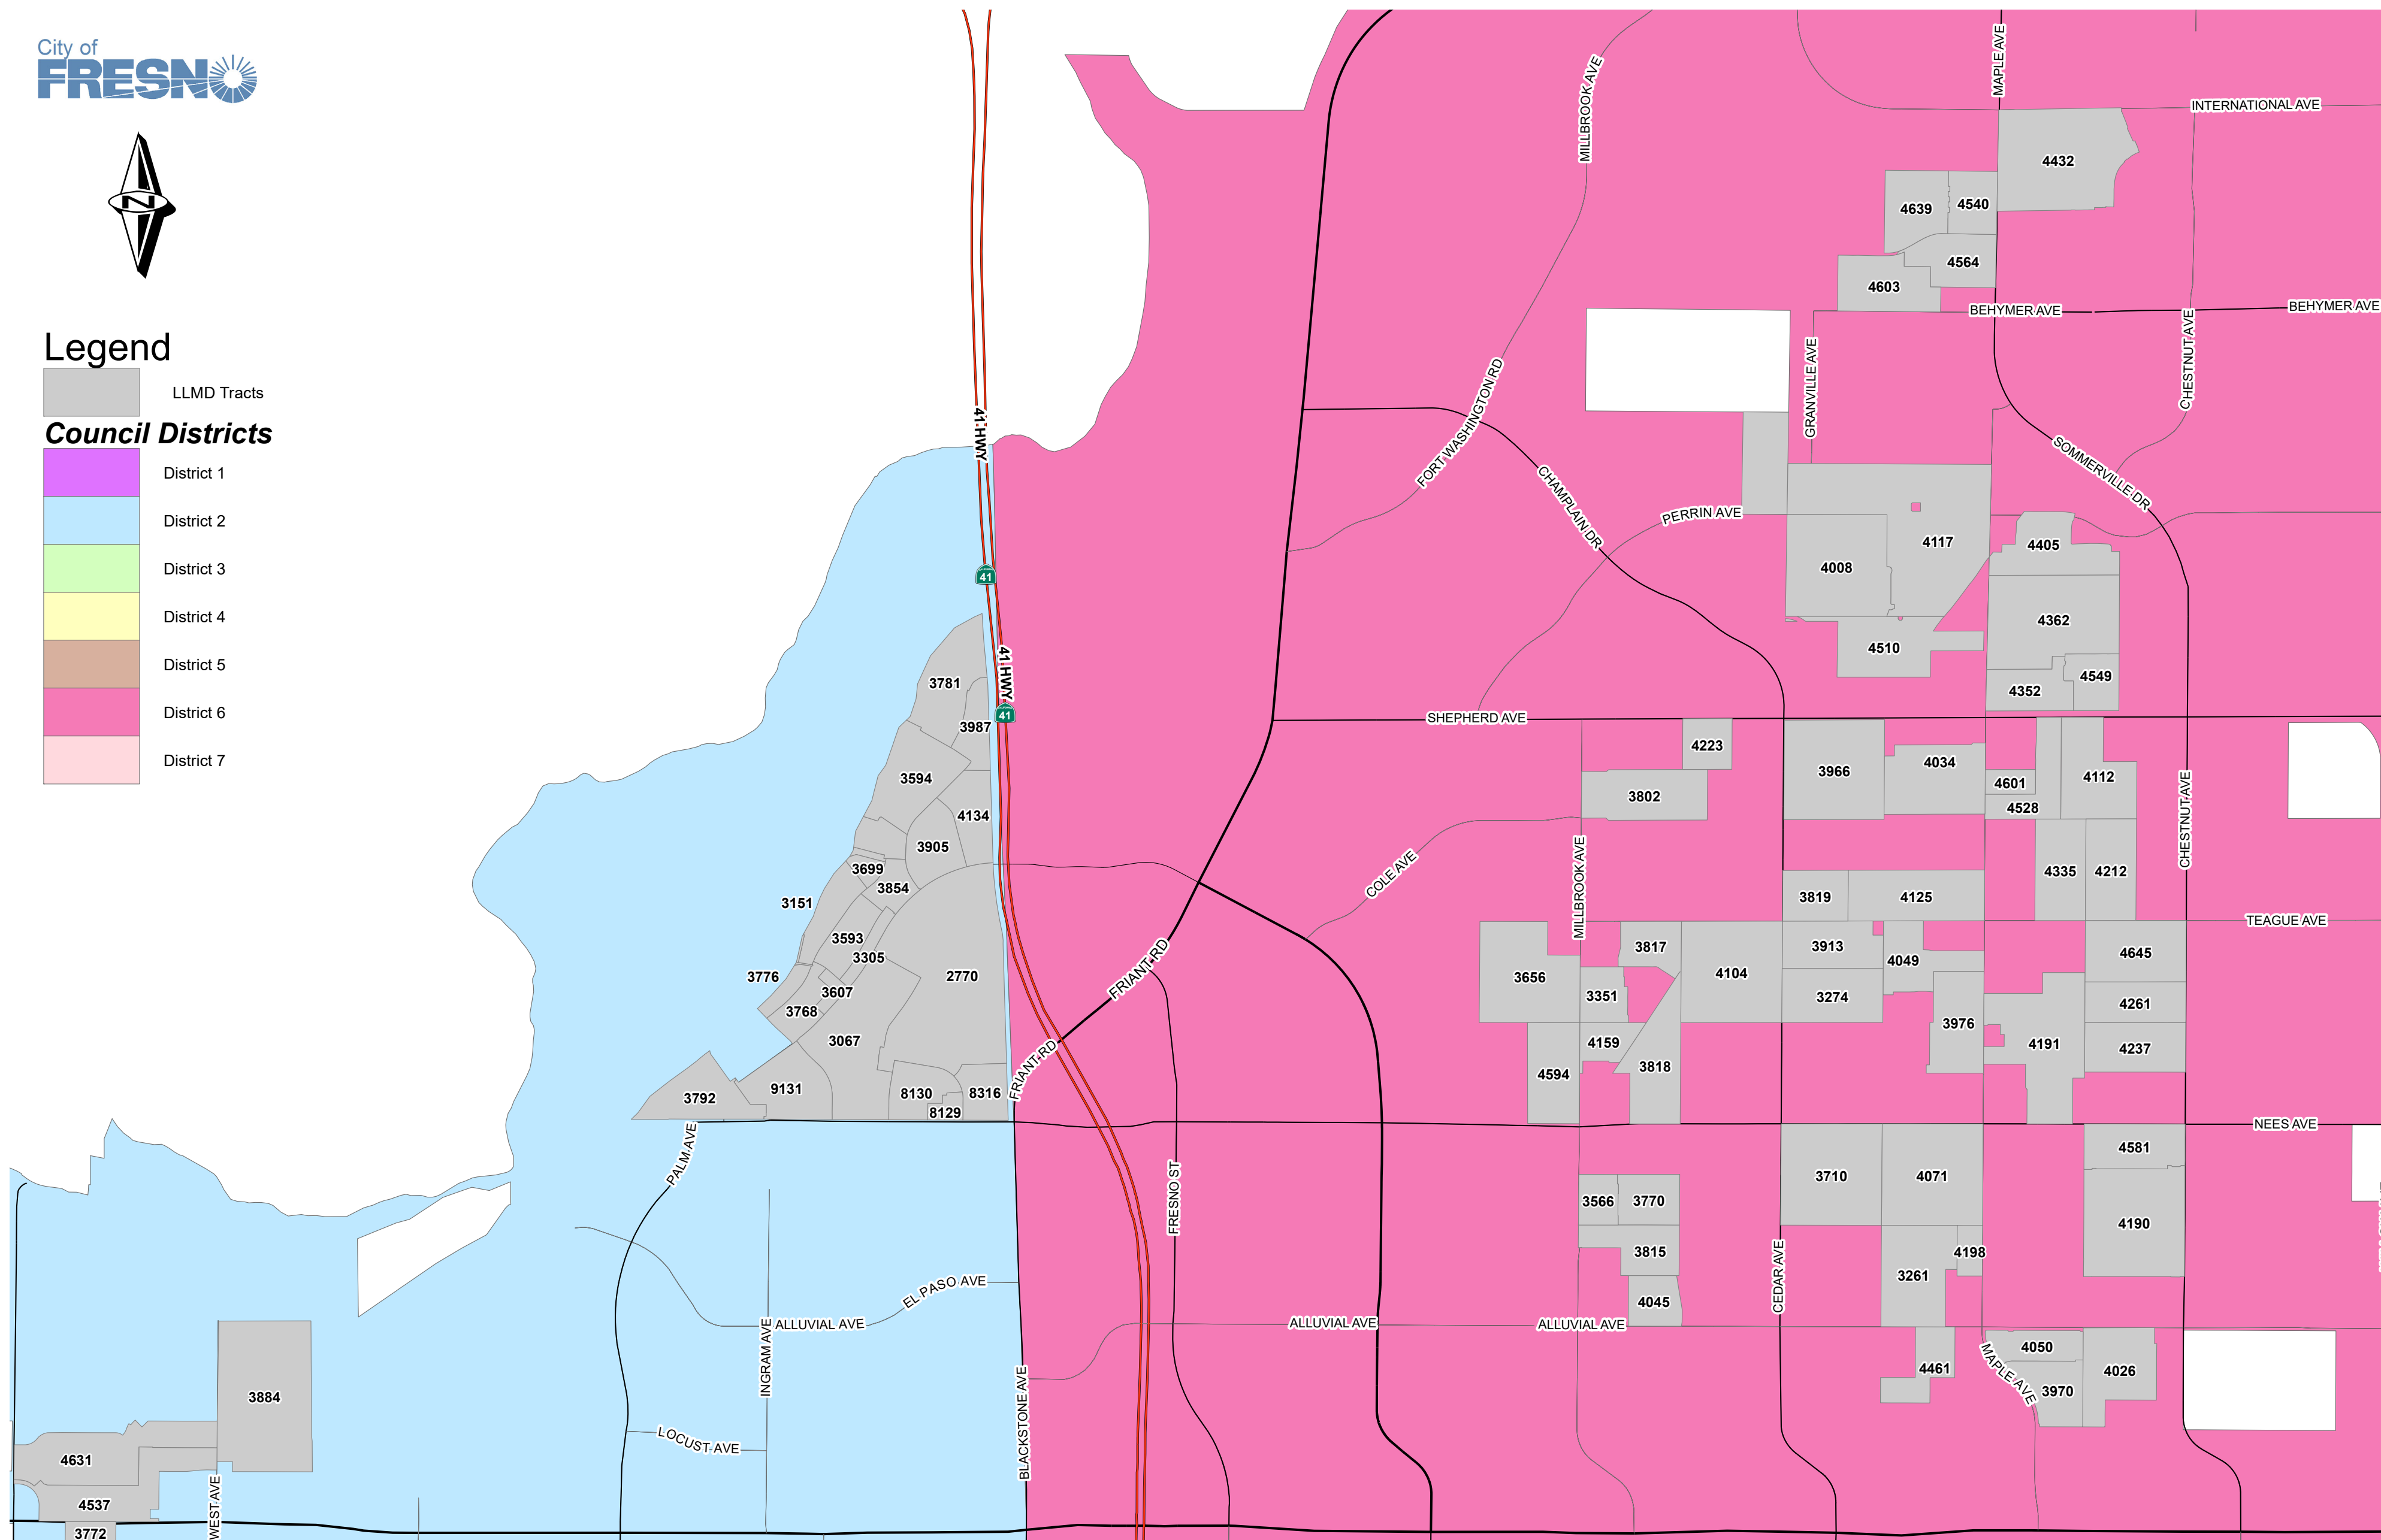 City of
FRESNO
N
Legend
LLMD Tracts
Council Districts
District 1
District 2
District 3
District 4
District 5
District 6
District 7
41 HWY
41
41 HWY
41
MILLBROOK AVE
MAPLE AVE
INTERNATIONAL AVE
4432
4639
4540
4564
4603
BEHYMER AVE
BEHYMER AVE
GRANVILLE AVE
CHESTNUT AVE
FORT WASHINGTON RD
CHAMPLAIN DR
SOMMERVILLE DR
PERRIN AVE
4117
4008
4405
4362
4510
4549
4352
SHEPHERD AVE
3781
3987
3594
4134
3905
3699
3854
3151
3593
3305
3776
2770
3607
3768
3067
9131
3792
8130
8316
8129
4223
3966
4034
3802
4601
4112
4528
COLE AVE
MILLBROOK AVE
CHESTNUT AVE
4335
4212
3819
4125
TEAGUE AVE
3817
3913
4049
4645
3656
4104
3351
3274
4261
3976
4159
4191
4237
3818
4594
FRIANT RD
FRIANT RD
NEES AVE
PALM AVE
FRESNO ST
4581
3710
4071
3566
3770
4190
3815
4198
3261
4045
CEDAR AVE
EL PASO AVE
ALLUVIAL AVE
ALLUVIAL AVE
ALLUVIAL AVE
INGRAM AVE
4050
4461
MAPLE AVE
4026
3970
3884
BLACKSTONE AVE
LOCUST AVE
4631
WEST AVE
4537
3772